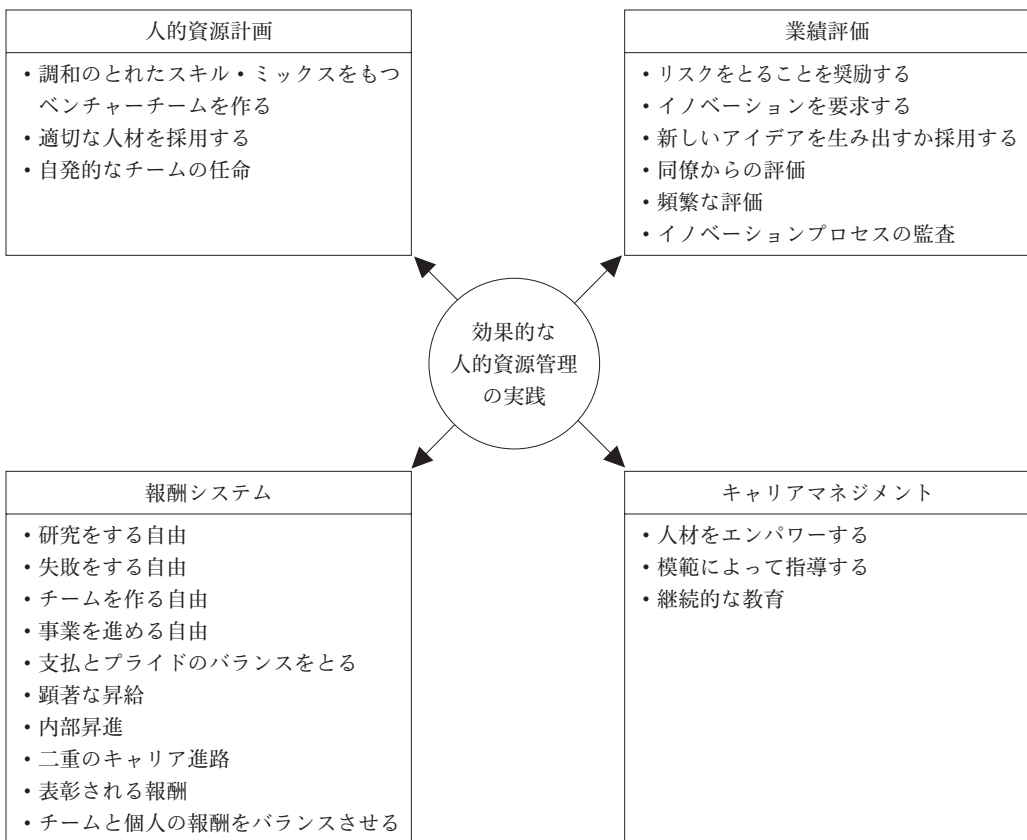 人的資源計画
・調和のとれたスキル・ミックスをもつ
ベンチャーチームを作る
・適切な人材を採用する
・自発的なチームの任命
業績評価
・リスクをとることを奨励する
・イノベーションを要求する
・新しいアイデアを生み出すか採用する
・同僚からの評価
・頻繁な評価
・イノベーションプロセスの監査
効果的な
人的資源管理
の実践
報酬システム
・研究をする自由
・失敗をする自由
・チームを作る自由
・事業を進める自由
・支払とプライドのバランスをとる
・顕著な昇給
・内部昇進
・二重のキャリア進路
・表彰される報酬
・チームと個人の報酬をバランスさせる
キャリアマネジメント
・人材をエンパワーする
・模範によって指導する
・継続的な教育